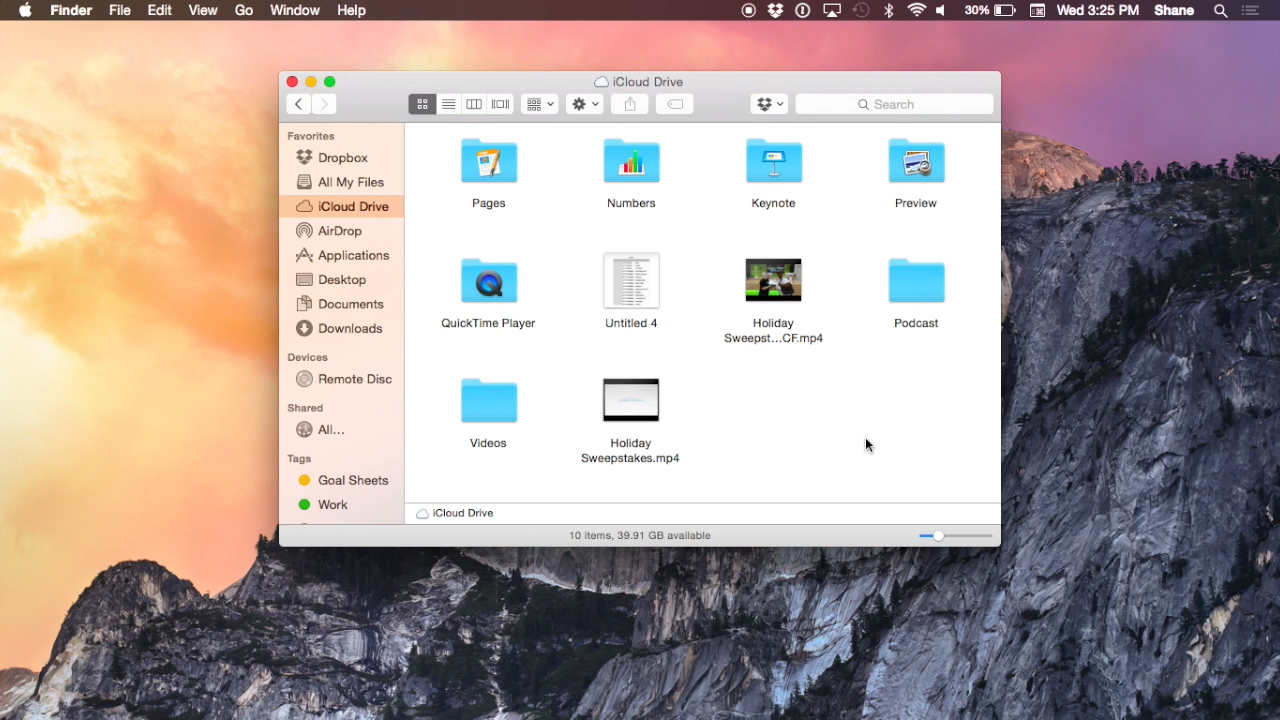 Finder File Edit View Go Window Help 30% Wed 3:25 PM Shane
iCloud Drive
Search
Favorites
Dropbox
All My Files
iCloud Drive
AirDrop
Applications
Desktop
Documents
Downloads
Devices
Remote Disc
Shared
All...
Tags
Goal Sheets
Work
Pages Numbers Keynote Preview
QuickTime Player Untitled 4 Holiday Podcast
Sweepst...CF.mp4
Videos Holiday
Sweepstakes.mp4
iCloud Drive
10 items, 39.91 GB available